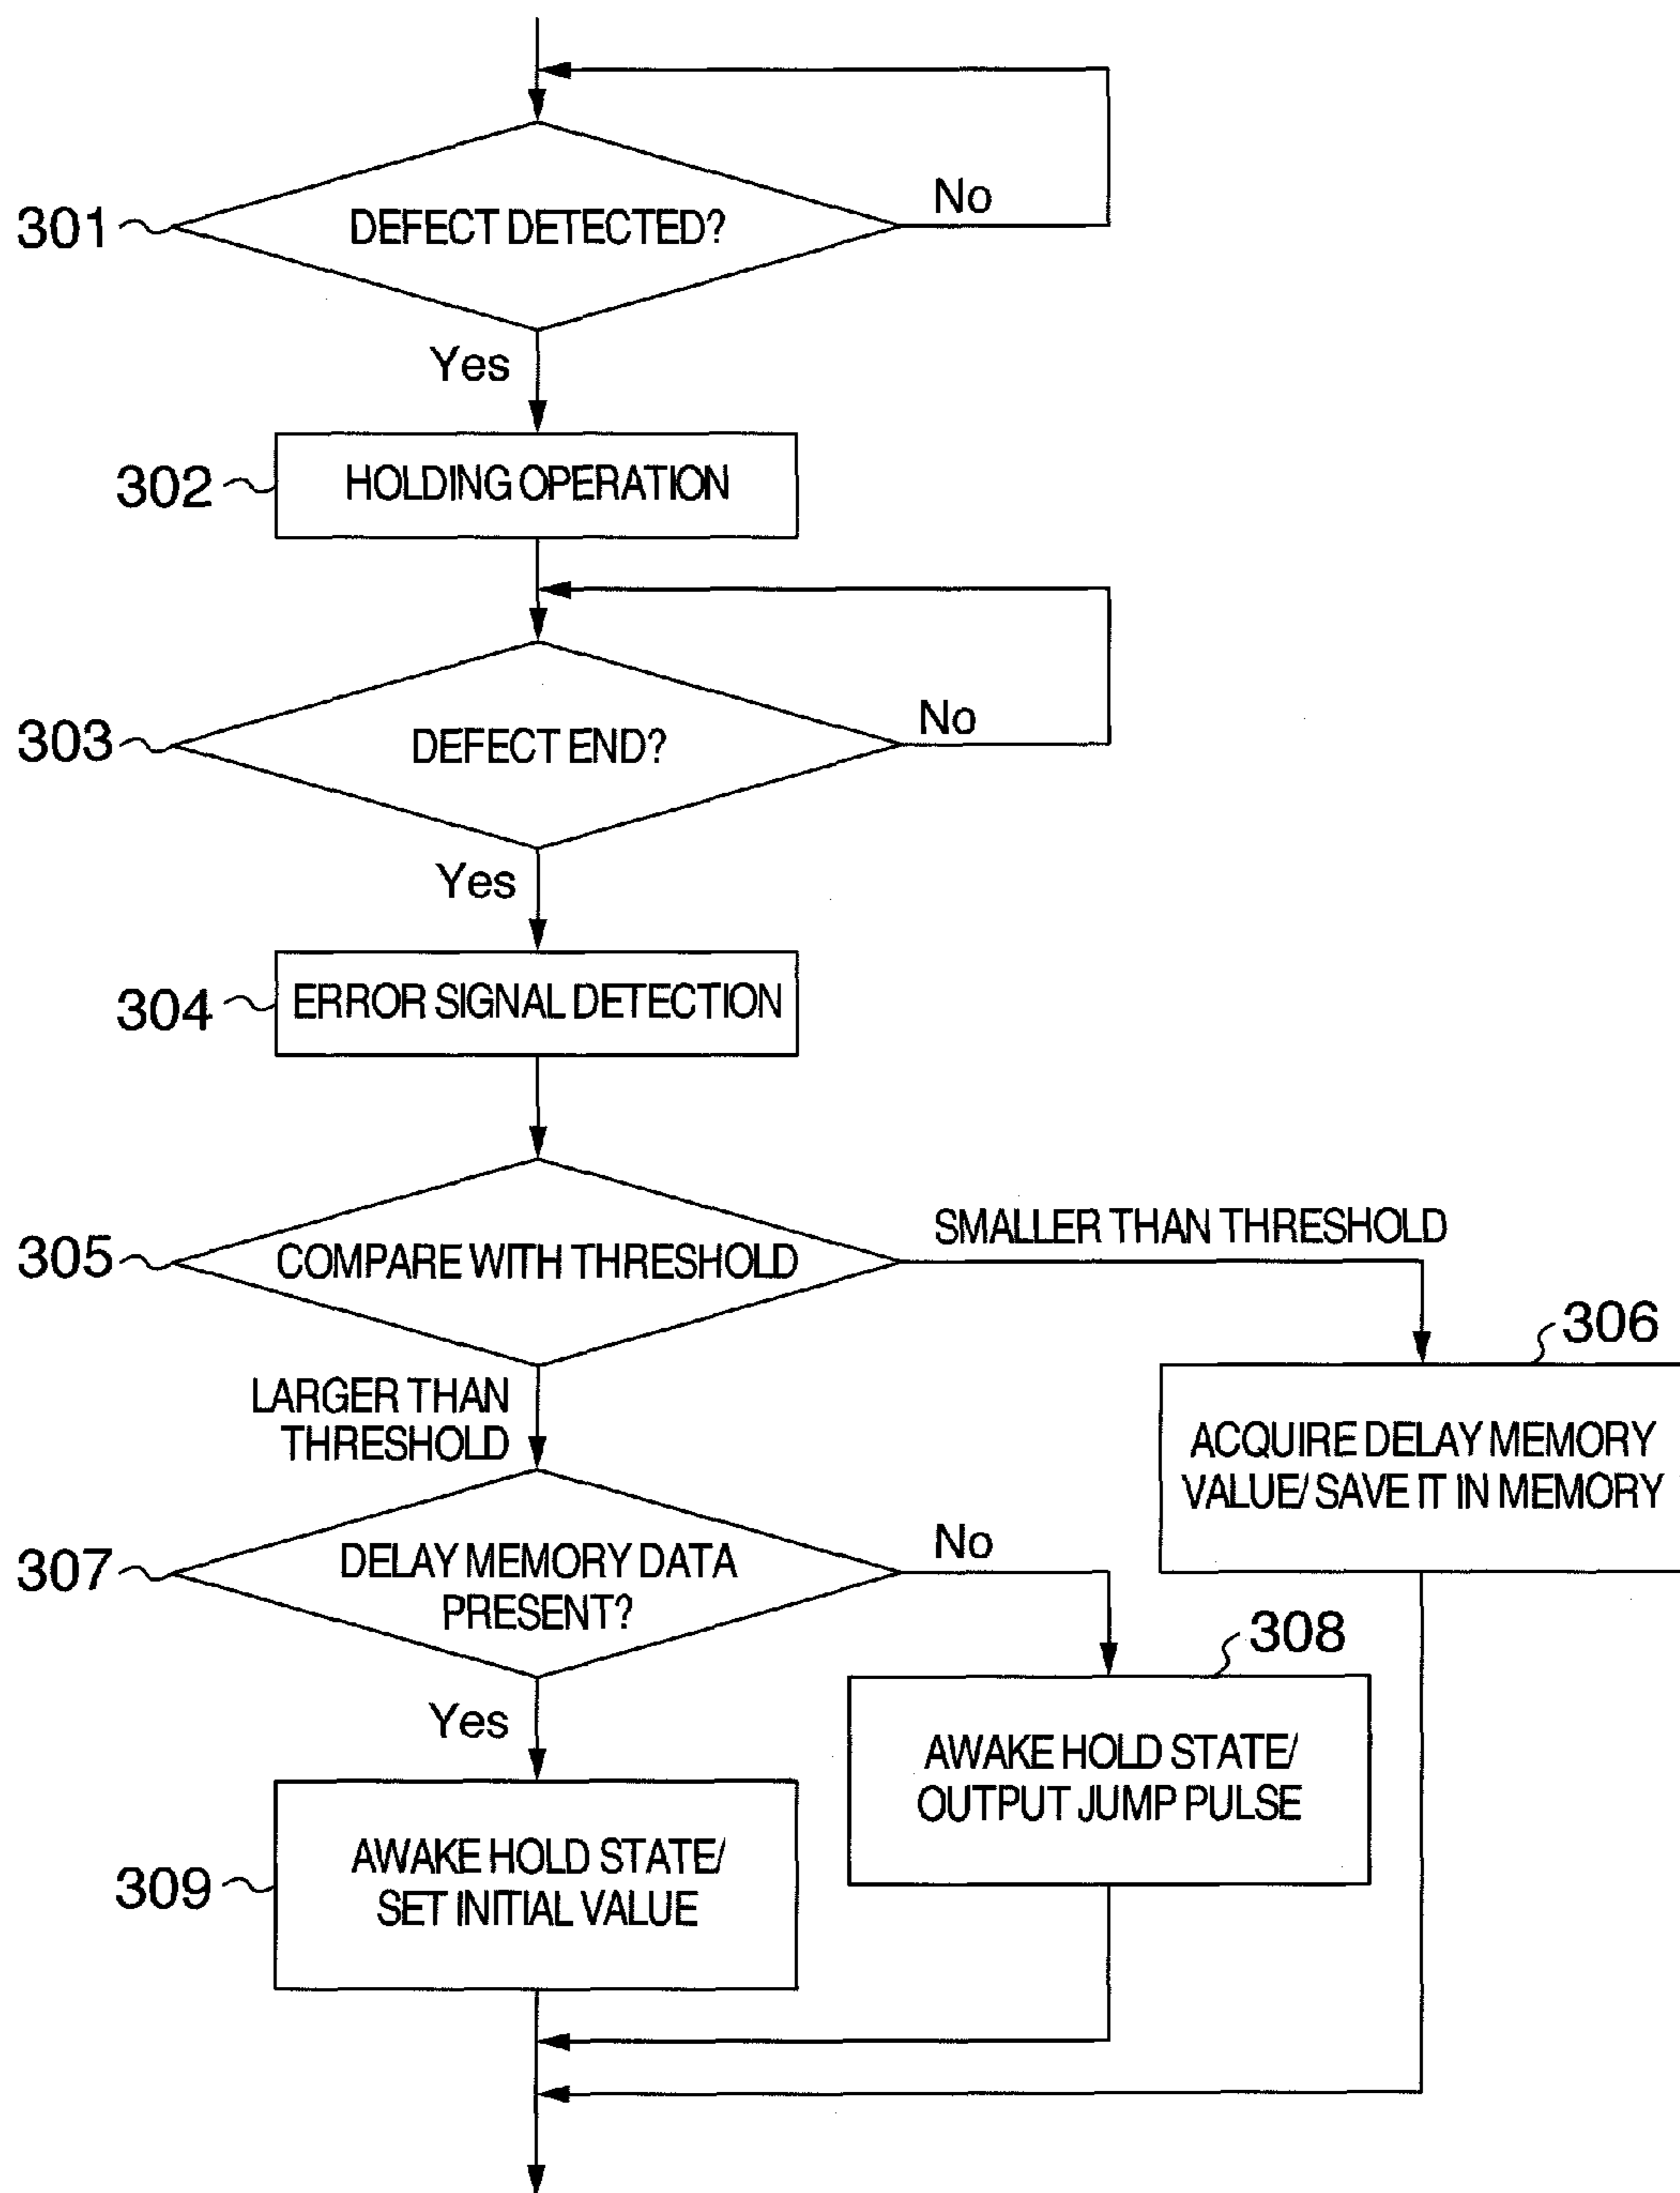 301
DEFECT DETECTED?
No
Yes
302
HOLDING OPERATION
303
DEFECT END?
No
Yes
304
ERROR SIGNAL DETECTION
305
COMPARE WITH THRESHOLD
SMALLER THAN THRESHOLD
306
ACQUIRE DELAY MEMORY
VALUE/ SAVE IT IN MEMORY
LARGER THAN
THRESHOLD
307
DELAY MEMORY DATA
PRESENT?
No
308
AWAKE HOLD STATE/
OUTPUT JUMP PULSE
Yes
309
AWAKE HOLD STATE/
SET INITIAL VALUE